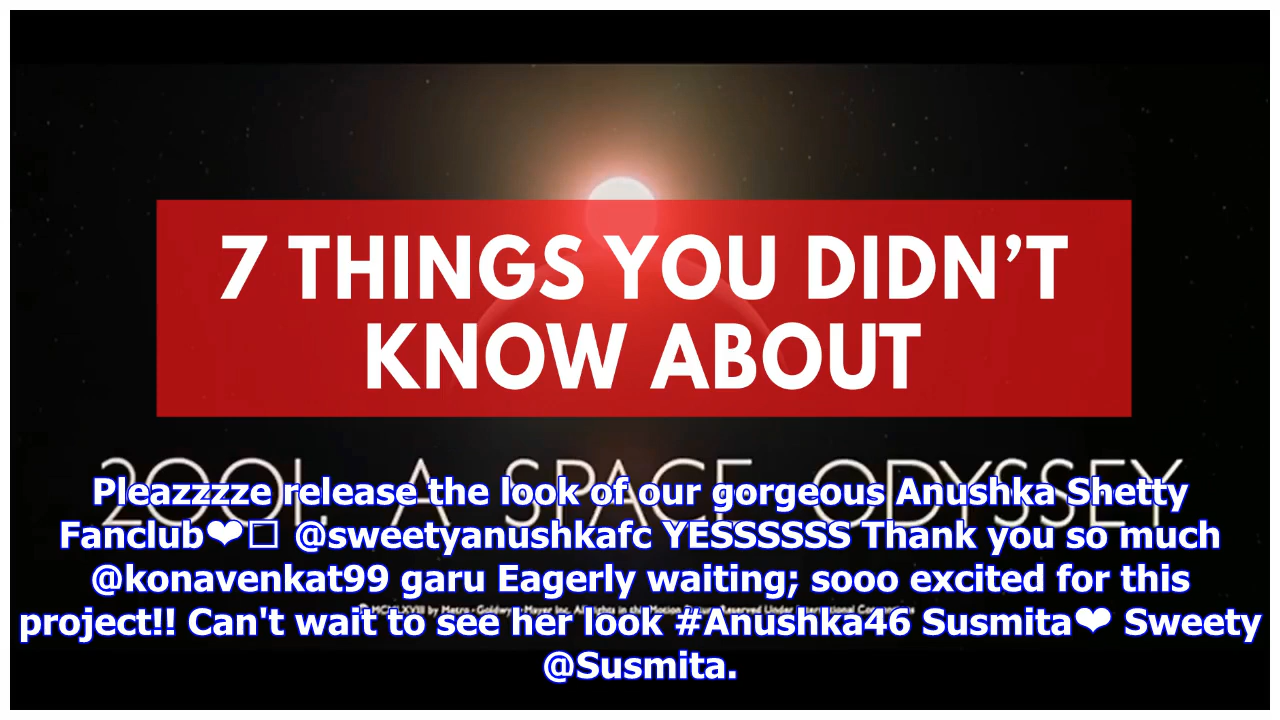 7 THINGS YOU DIDN’T
KNOW ABOUT
2001: A SPACE ODYSSEY
Pleazzzze release the look of our gorgeous Anushka Shetty
Fanclub❤□ @sweetyanushkafc YESSSSSS Thank you so much
@konavenkat99 garu Eagerly waiting; sooo excited for this
project!! Can't wait to see her look #Anushka46 Susmita❤ Sweety
@Susmita.